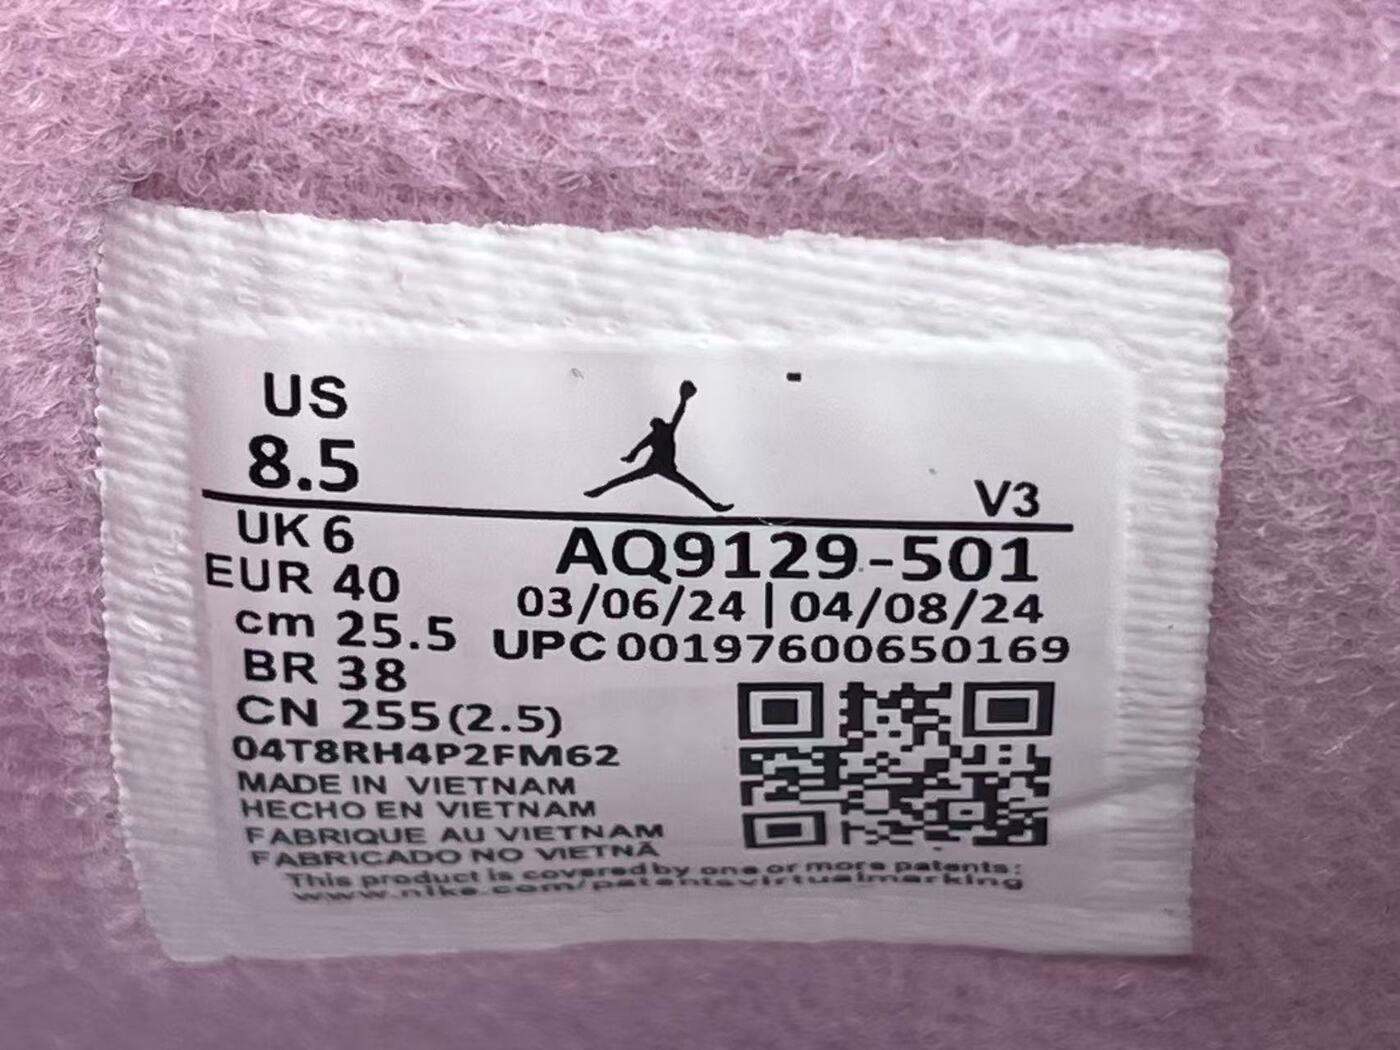 US
8.5
V3
UK 6
AQ9129-501
EUR 40
03/06/24 | 04/08/24
cm 25.5
UPC 001976006501​69
BR 38
CN 255(2.5)
04T8RH4P2FM62
MADE IN VIETNAM
HECHO EN VIETNAM
FABRIQUE AU VIETNAM
FABRICADO NO VIETNÃ
This product is covered by one or more patents:
www.nike.com/patentsvirtualmarking